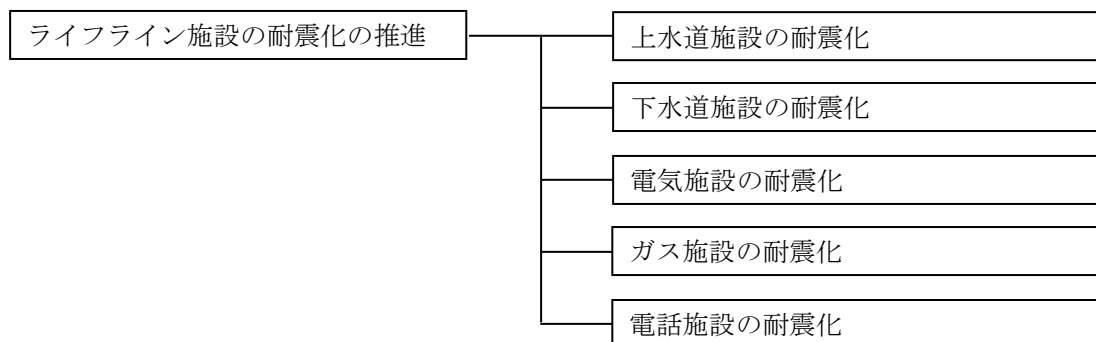 ライフライン施設の耐震化の推進
上水道施設の耐震化
下水道施設の耐震化
電気施設の耐震化
ガス施設の耐震化
電話施設の耐震化